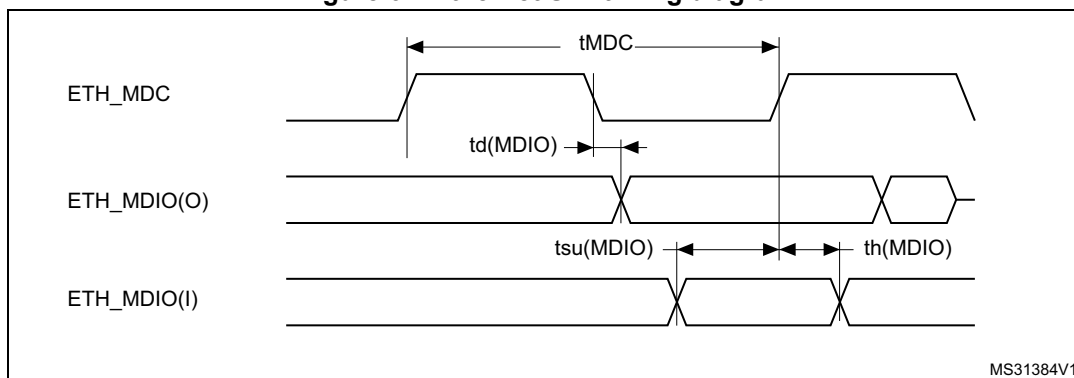 tMDC
ETH_MDC
td(MDIO)
ETH_MDIO(O)
tsu(MDIO) th(MDIO)
ETH_MDIO(I)
MS31384V1